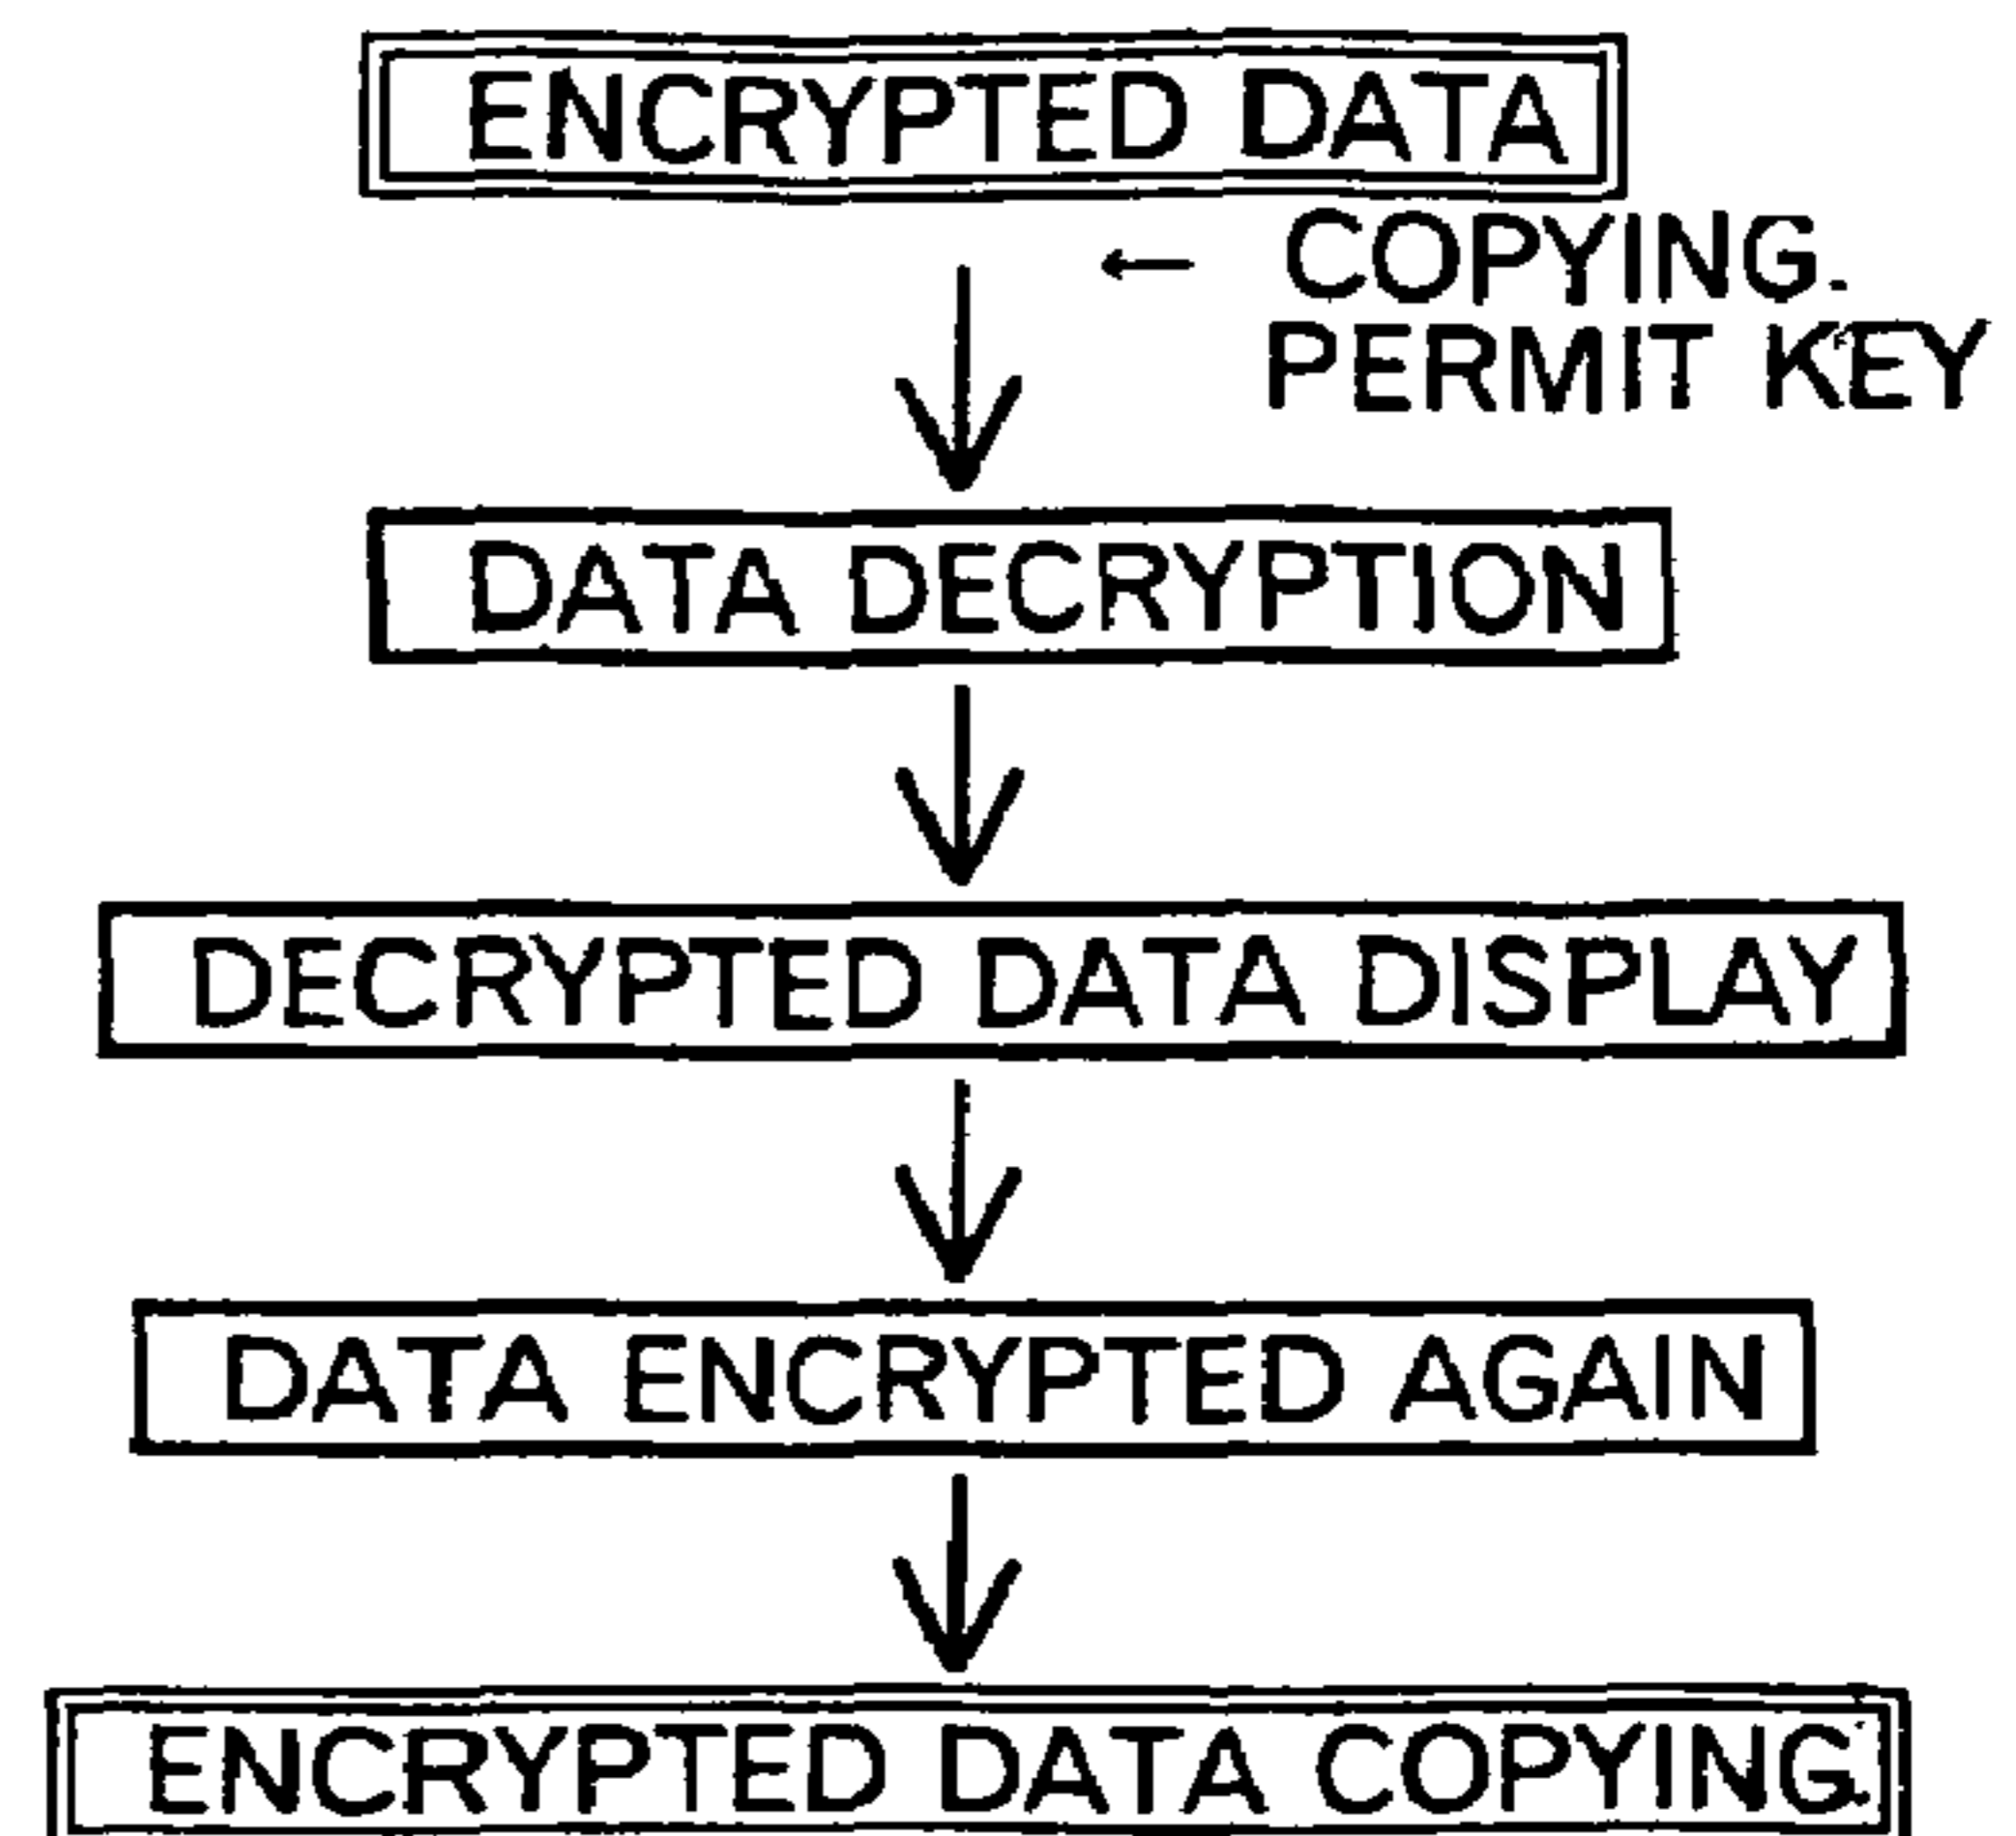 ENCRYPTED DATA
← COPYING.
PERMIT KEY
DATA DECRYPTION
DECRYPTED DATA DISPLAY
DATA ENCRYPTED AGAIN
ENCRYPTED DATA COPYING